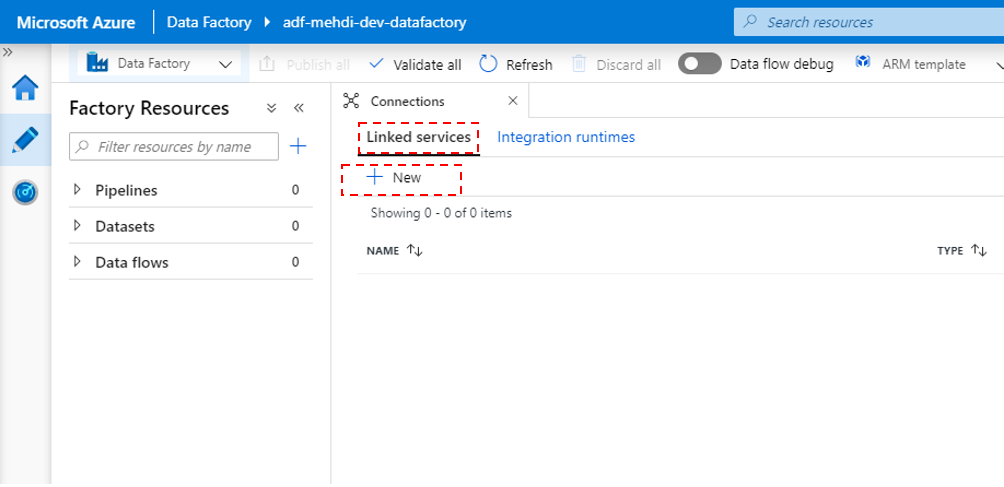 Microsoft Azure Data Factory adf-mehdi-dev-datafactory Search resources
Data Factory Publish all Validate all Refresh Discard all Data flow debug ARM template
Factory Resources
Connections
Linked services Integration runtimes
Filter resources by name
New
Pipelines 0
Showing 0 - 0 of 0 items
Datasets 0
NAME TYPE
Data flows 0